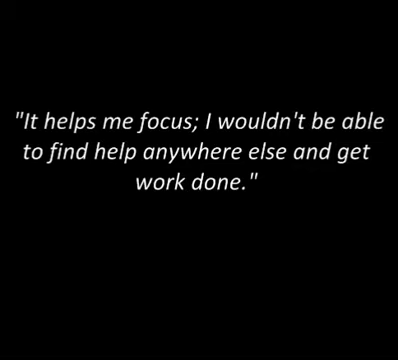 "It helps me focus; I wouldn't be able
to find help anywhere else and get
work done."